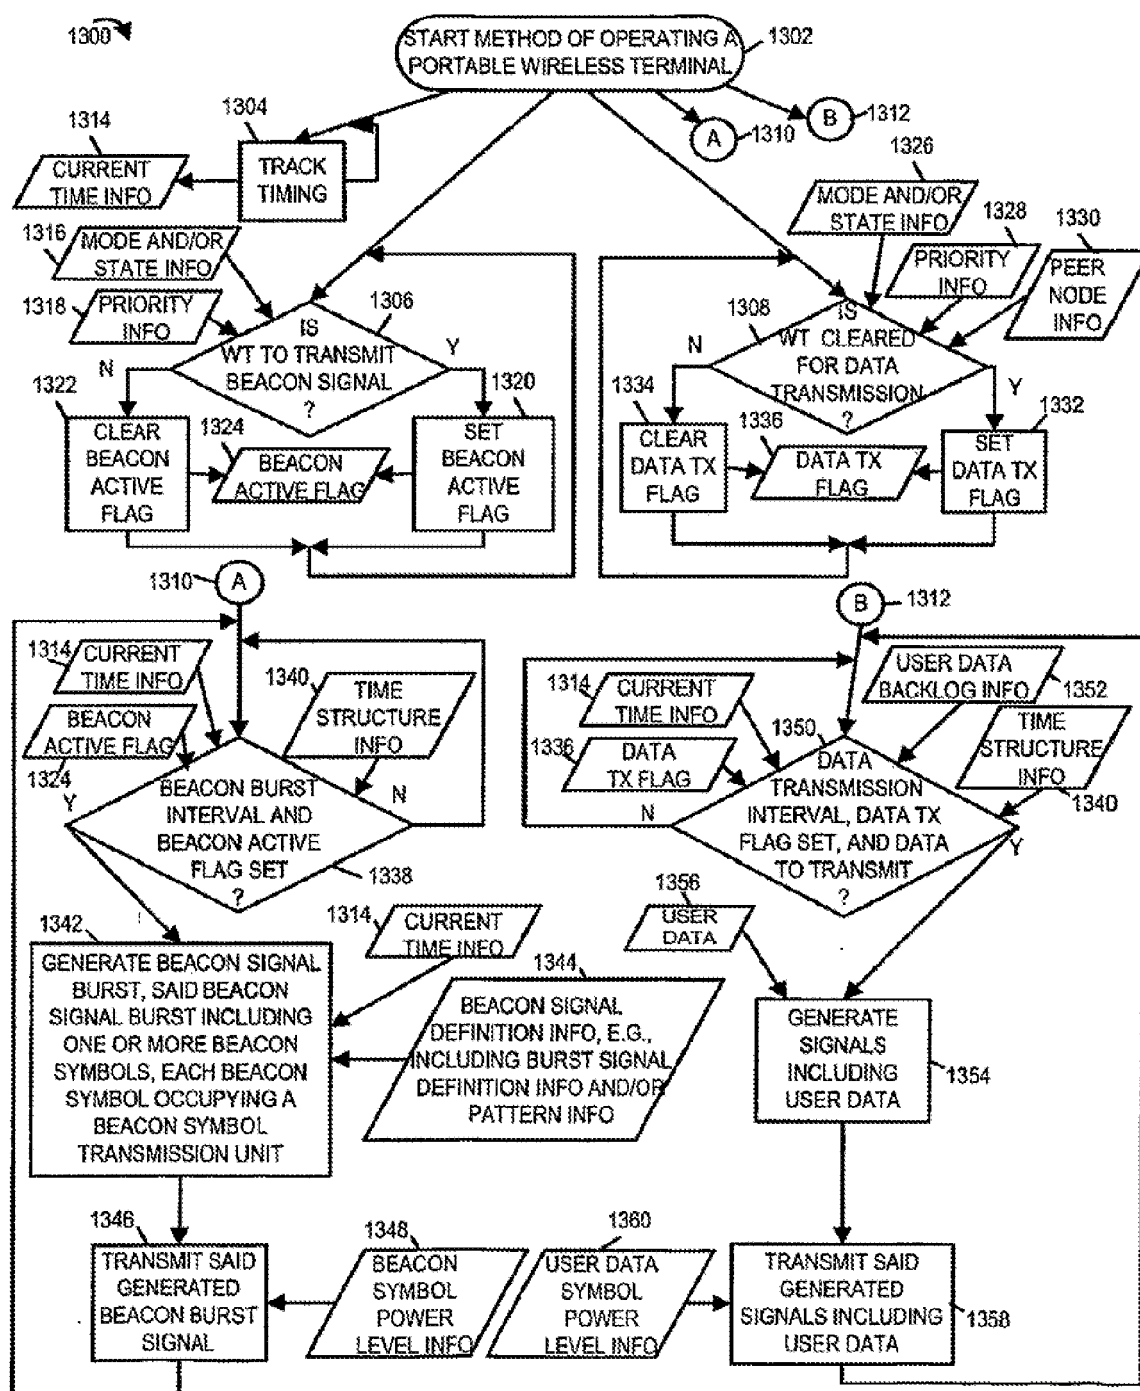 1300
START METHOD OF OPERATING A
PORTABLE WIRELESS TERMINAL
1302
A
1310
B
1312
1304
TRACK
TIMING
1314
CURRENT
TIME INFO
1316
MODE AND/OR
STATE INFO
1318
PRIORITY
INFO
1306
IS
WT TO TRANSMIT
BEACON SIGNAL
?
N
Y
1322
CLEAR
BEACON
ACTIVE
FLAG
1324
BEACON
ACTIVE FLAG
1320
SET
BEACON
ACTIVE
FLAG
1326
MODE AND/OR
STATE INFO
1328
PRIORITY
INFO
1330
PEER
NODE
INFO
1308
IS
WT CLEARED
FOR DATA
TRANSMISSION
?
N
Y
1334
CLEAR
DATA TX
FLAG
1336
DATA TX
FLAG
1332
SET
DATA TX
FLAG
1310
A
1314
CURRENT
TIME INFO
BEACON
ACTIVE FLAG
1324
1340
TIME
STRUCTURE
INFO
BEACON BURST
INTERVAL AND
BEACON ACTIVE
FLAG SET
?
1338
Y
N
1342
GENERATE BEACON SIGNAL
BURST, SAID BEACON
SIGNAL BURST INCLUDING
ONE OR MORE BEACON
SYMBOLS, EACH BEACON
SYMBOL OCCUPYING A
BEACON SYMBOL
TRANSMISSION UNIT
1314
CURRENT
TIME INFO
1344
BEACON SIGNAL
DEFINITION INFO, E.G.,
INCLUDING BURST SIGNAL
DEFINITION INFO AND/OR
PATTERN INFO
1346
TRANSMIT SAID
GENERATED
BEACON BURST
SIGNAL
1348
BEACON
SYMBOL
POWER
LEVEL INFO
B
1312
1314
CURRENT
TIME INFO
1336
DATA
TX FLAG
USER DATA
BACKLOG INFO
1352
TIME
STRUCTURE
INFO
1340
1350
DATA
TRANSMISSION
INTERVAL, DATA TX
FLAG SET, AND DATA
TO TRANSMIT
?
N
Y
1356
USER
DATA
GENERATE
SIGNALS
INCLUDING
USER DATA
1354
1360
USER DATA
SYMBOL
POWER
LEVEL INFO
TRANSMIT SAID
GENERATED
SIGNALS INCLUDING
USER DATA
1358